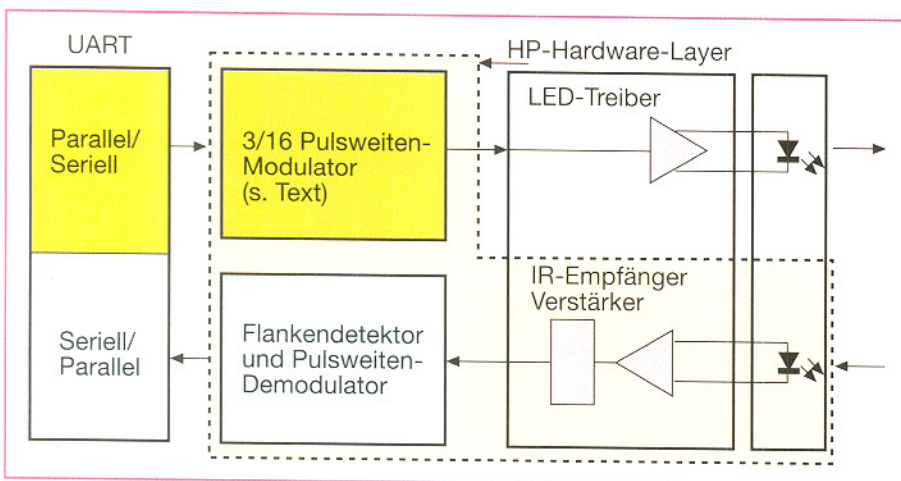 UART
HP-Hardware-Layer
Parallel/
Seriell
3/16 Pulsweiten-
Modulator
(s. Text)
LED-Treiber
Seriell/
Parallel
Flankendetektor
und Pulsweiten-
Demodulator
IR-Empfänger
Verstärker